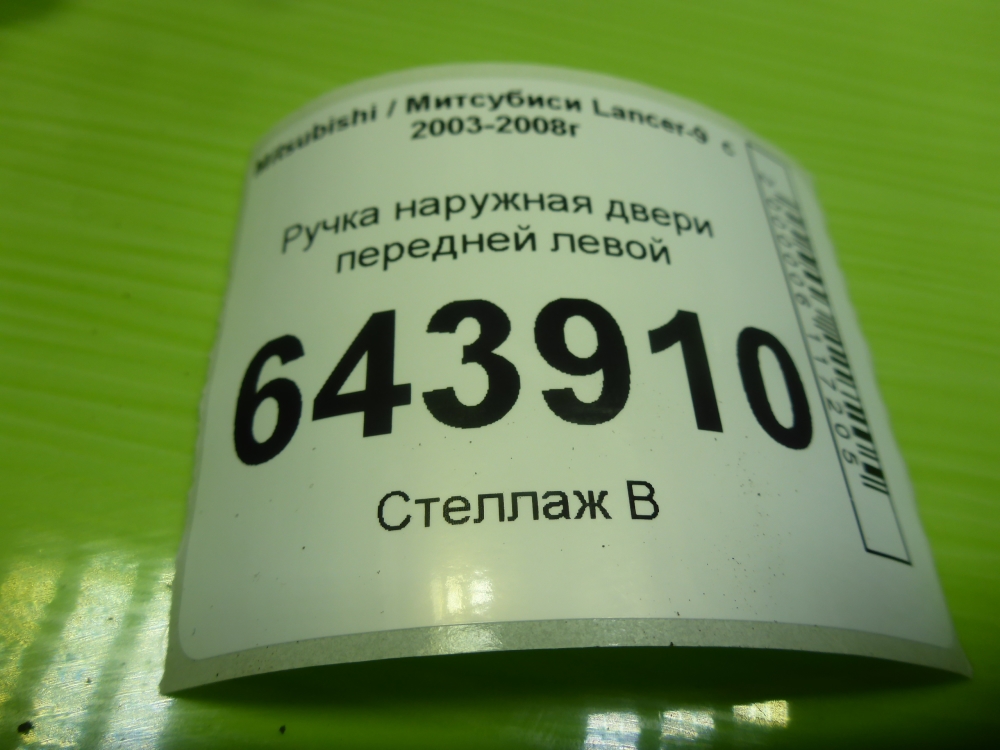 Mitsubishi / Митсубиси Lancer-9 с
2003-2008г
Ручка наружная двери
передней левой
643910
Стеллаж В